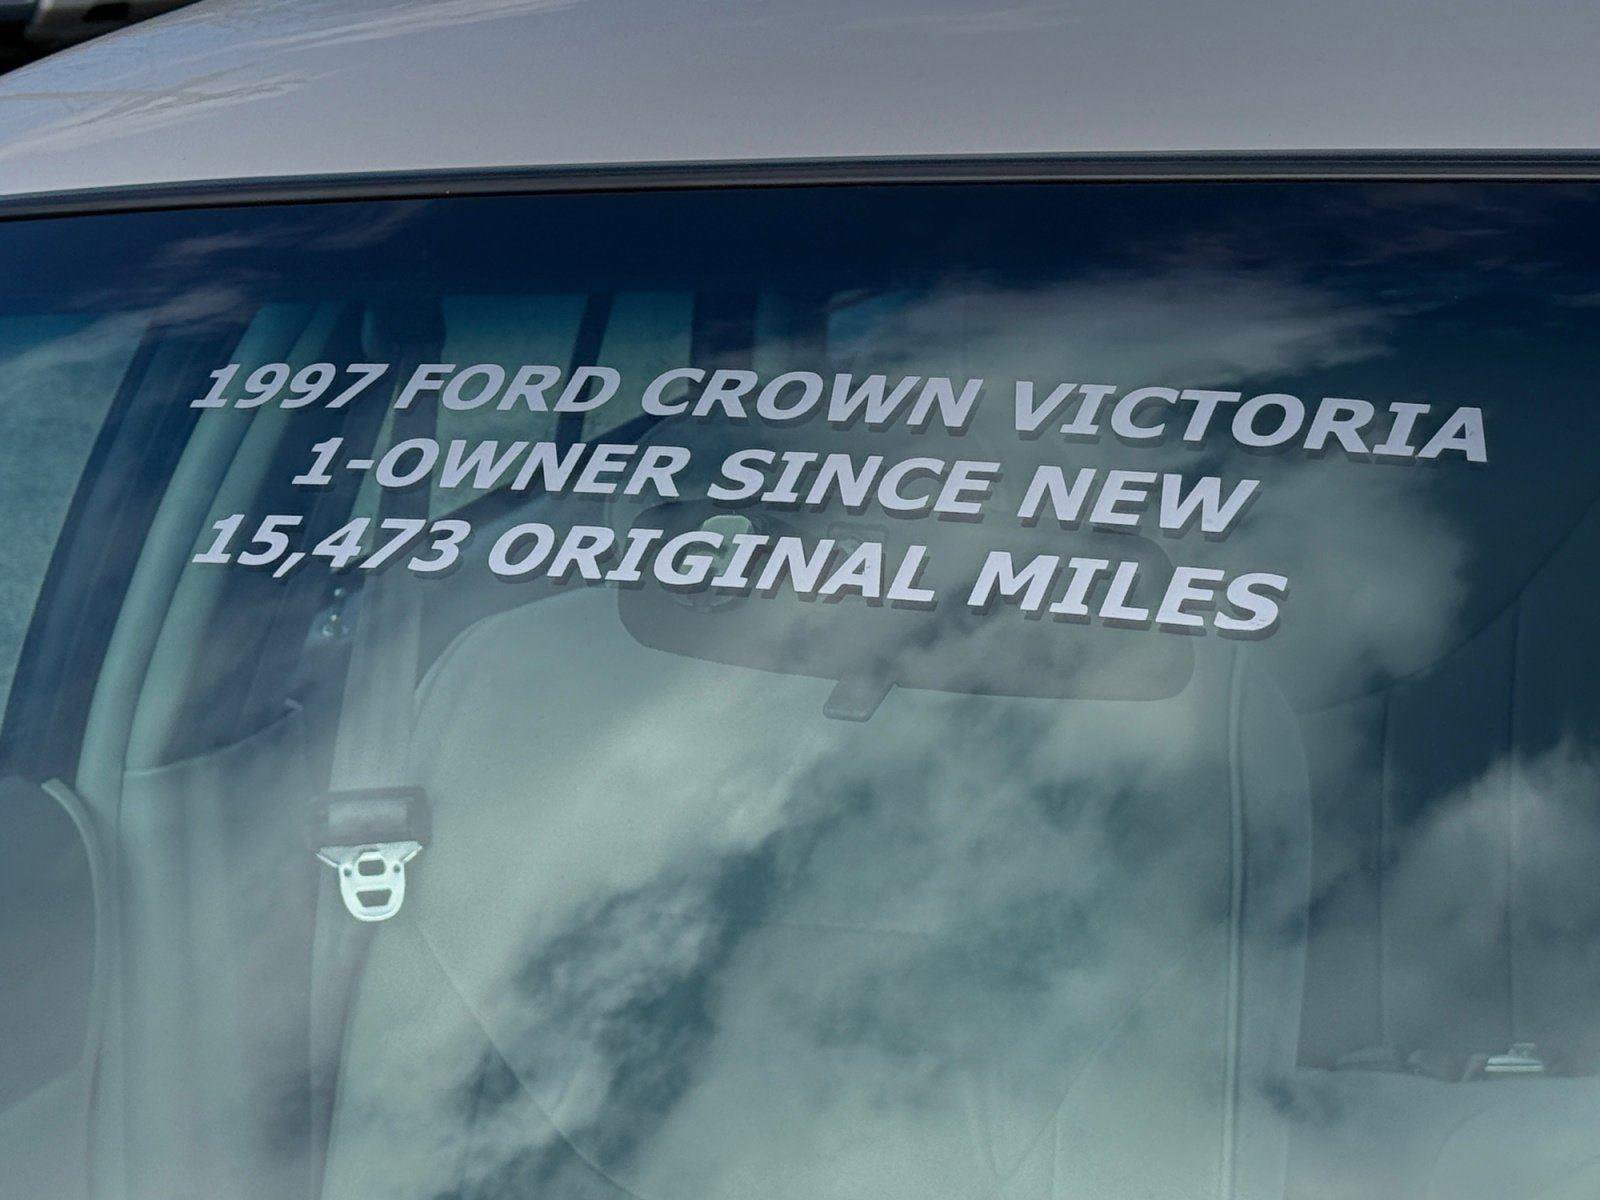 1997 FORD CROWN VICTORIA
1-OWNER SINCE NEW
15,473 ORIGINAL MILES